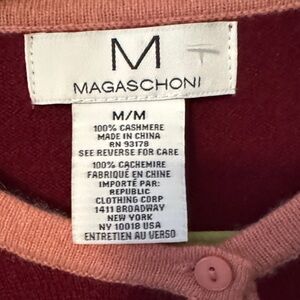 M
MAGASCHONI
M/M
100% CASHMERE
MADE IN CHINA
RN 93178
SEE REVERSE FOR CARE
100% CACHEMIRE
FABRIQUÉ EN CHINE
IMPORTÉ PAR:
REPUBLIC
CLOTHING CORP
1411 BROADWAY
NEW YORK
NY 10018 USA
ENTRETIEN AU VERSO